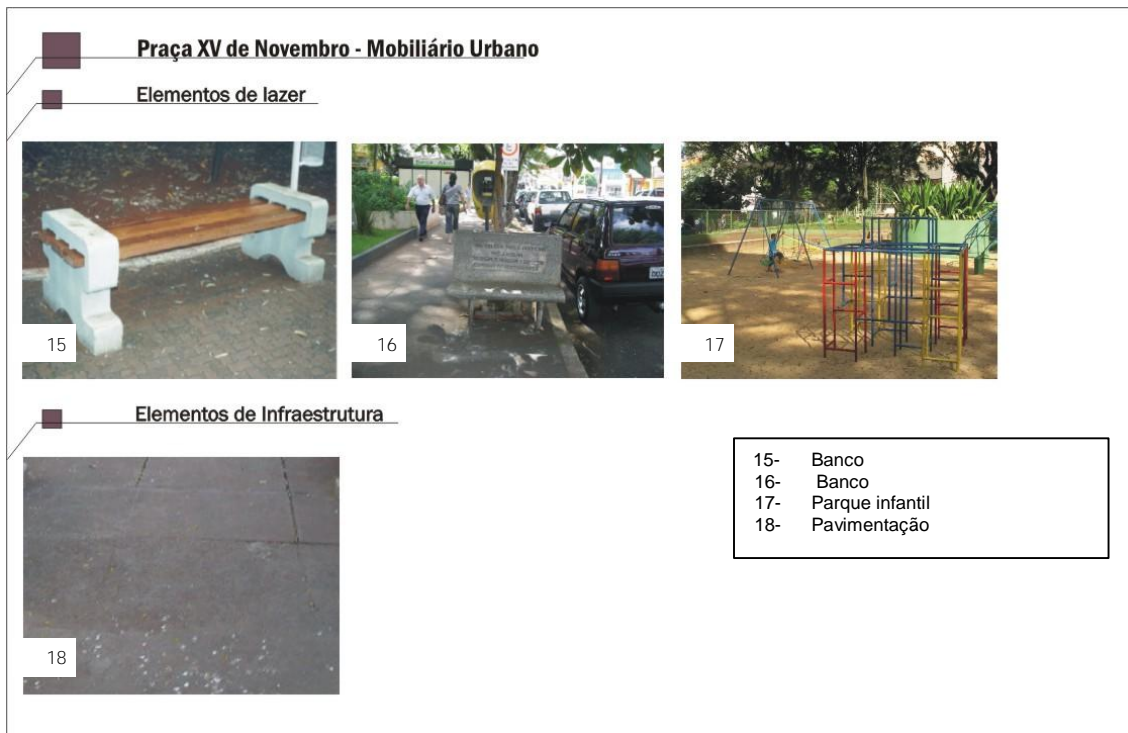 Praça XV de Novembro - Mobiliário Urbano
Elementos de lazer
15
16
17
Elementos de Infraestrutura
18
15- Banco
16- Banco
17- Parque infantil
18- Pavimentação